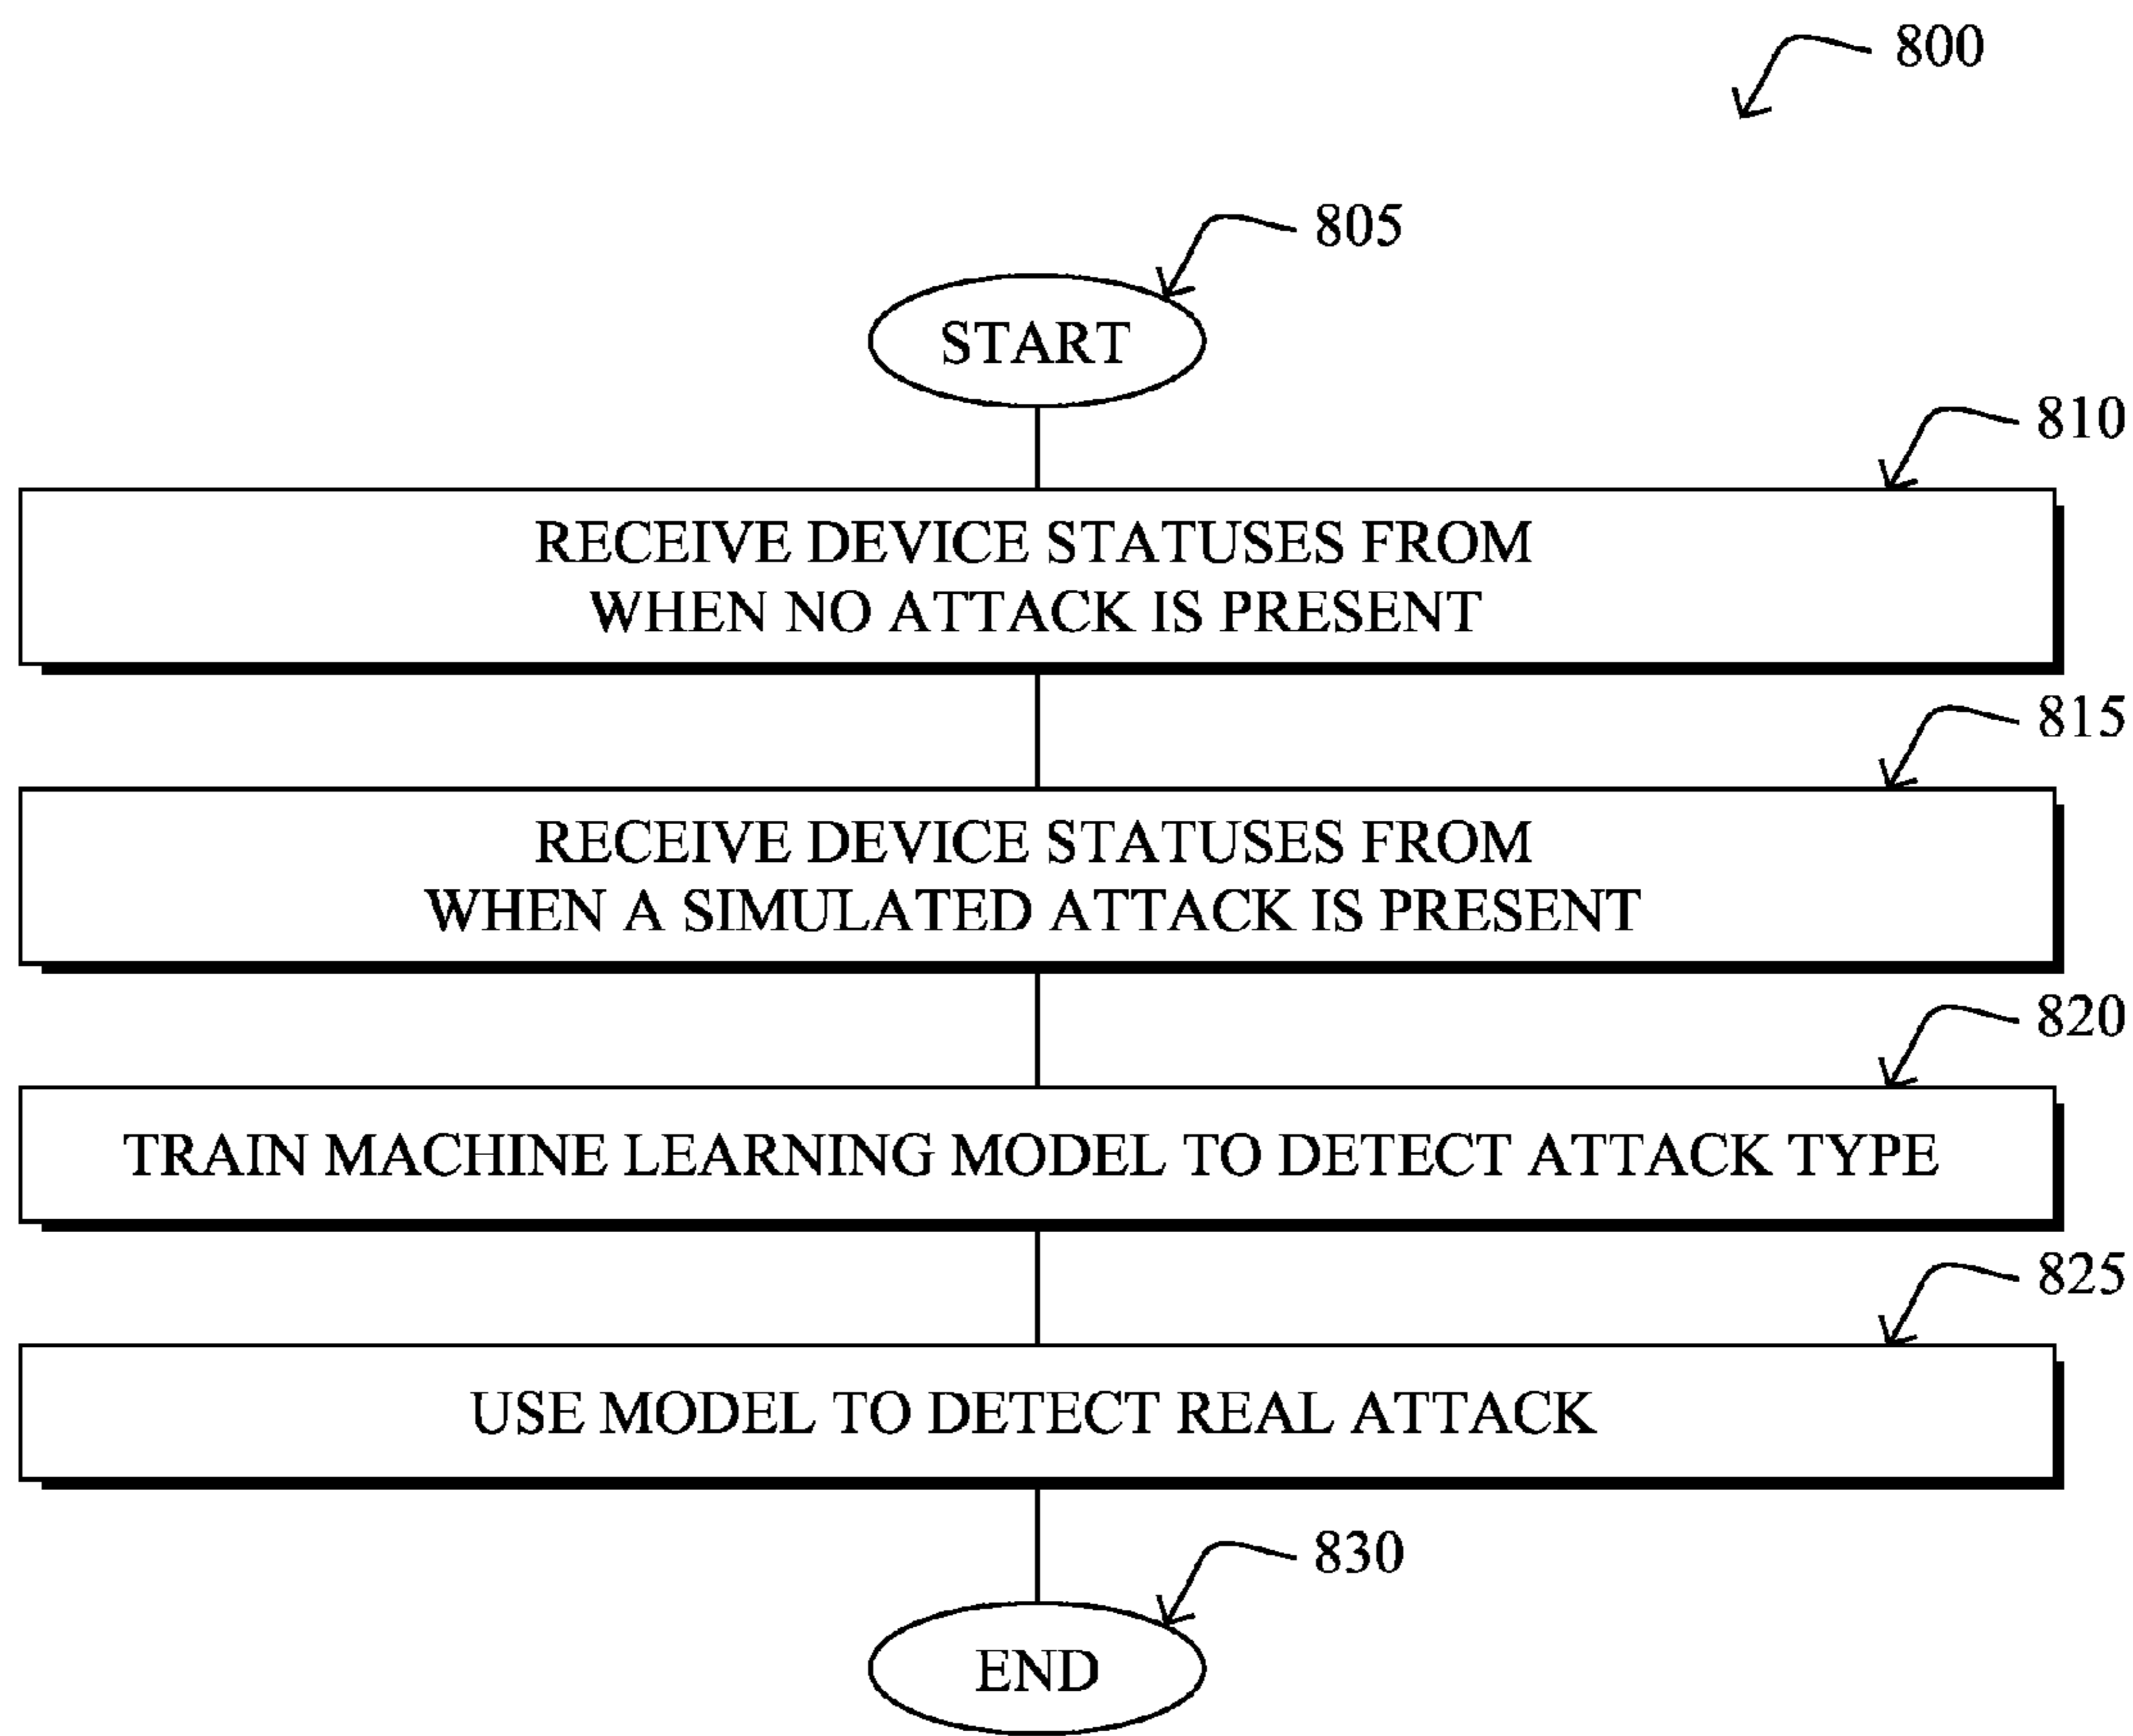 800
805
START
810
RECEIVE DEVICE STATUSES FROM
WHEN NO ATTACK IS PRESENT
815
RECEIVE DEVICE STATUSES FROM
WHEN A SIMULATED ATTACK IS PRESENT
820
TRAIN MACHINE LEARNING MODEL TO DETECT ATTACK TYPE
825
USE MODEL TO DETECT REAL ATTACK
830
END